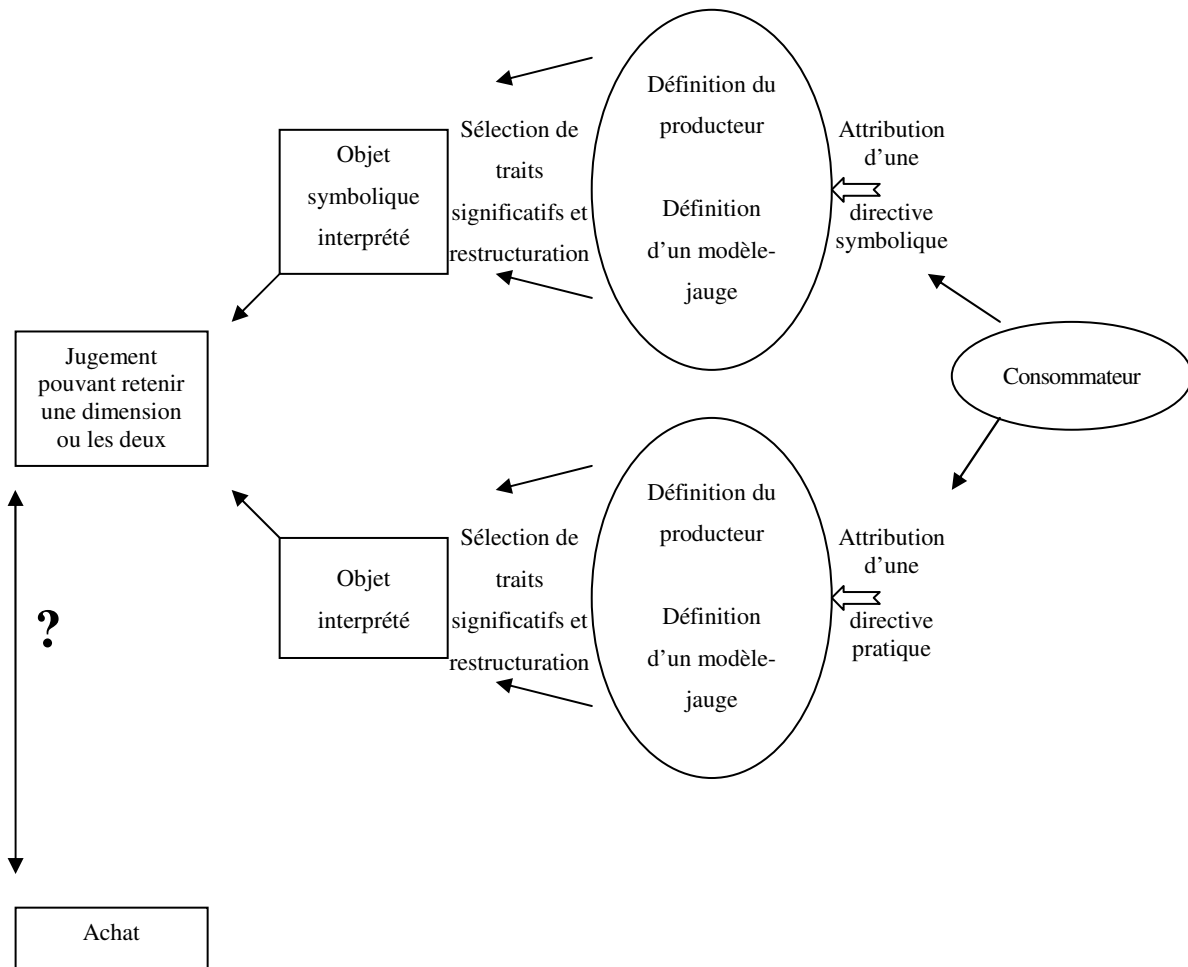 Définition du
producteur
Définition
d’un modèle-
jauge
Attribution
d’une
directive
symbolique
Sélection de
traits
significatifs et
restructuration
Objet
symbolique
interprété
Consommateur
Jugement
pouvant retenir
une dimension
ou les deux
Définition du
producteur
Définition
d’un modèle-
jauge
Attribution
d’une
directive
pratique
Sélection de
traits
significatifs et
restructuration
Objet
interprété
?
Achat